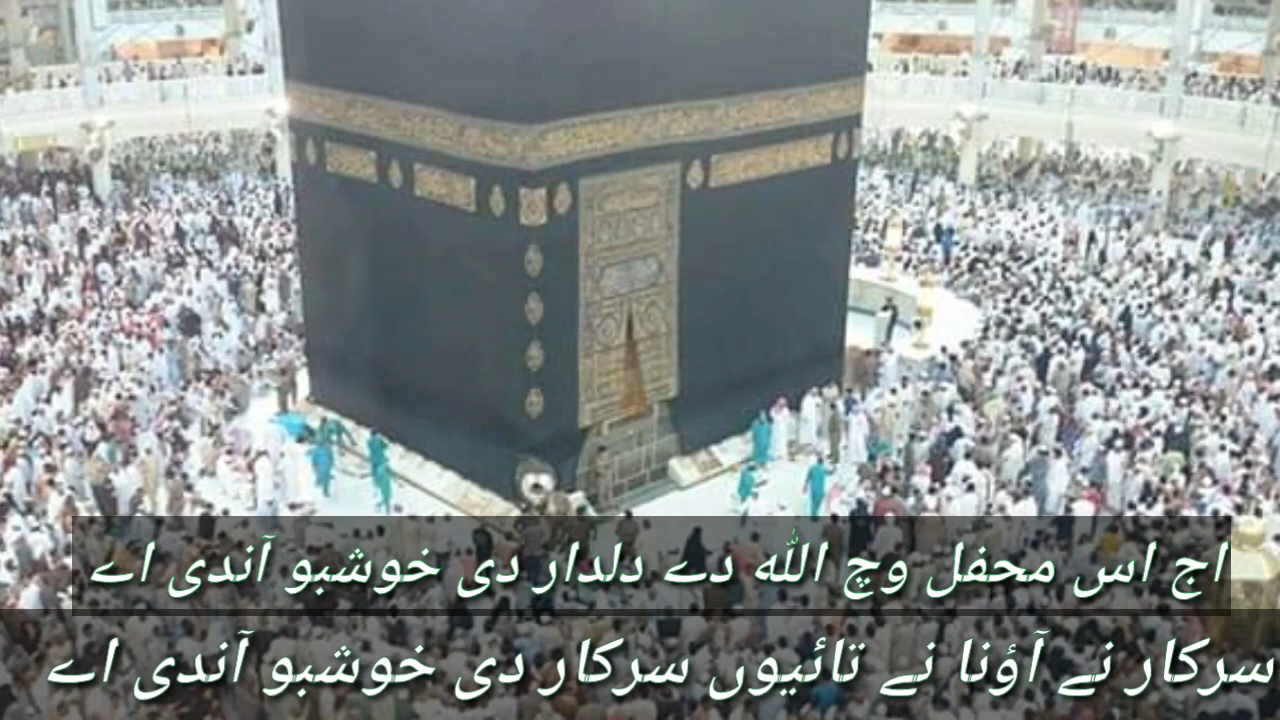 اج اس محفل وچ اللہ دے دلدار دی خوشبو آندی اے
سرکار نے آؤنا نے تائیوں سرکار دی خوشبو آندی اے